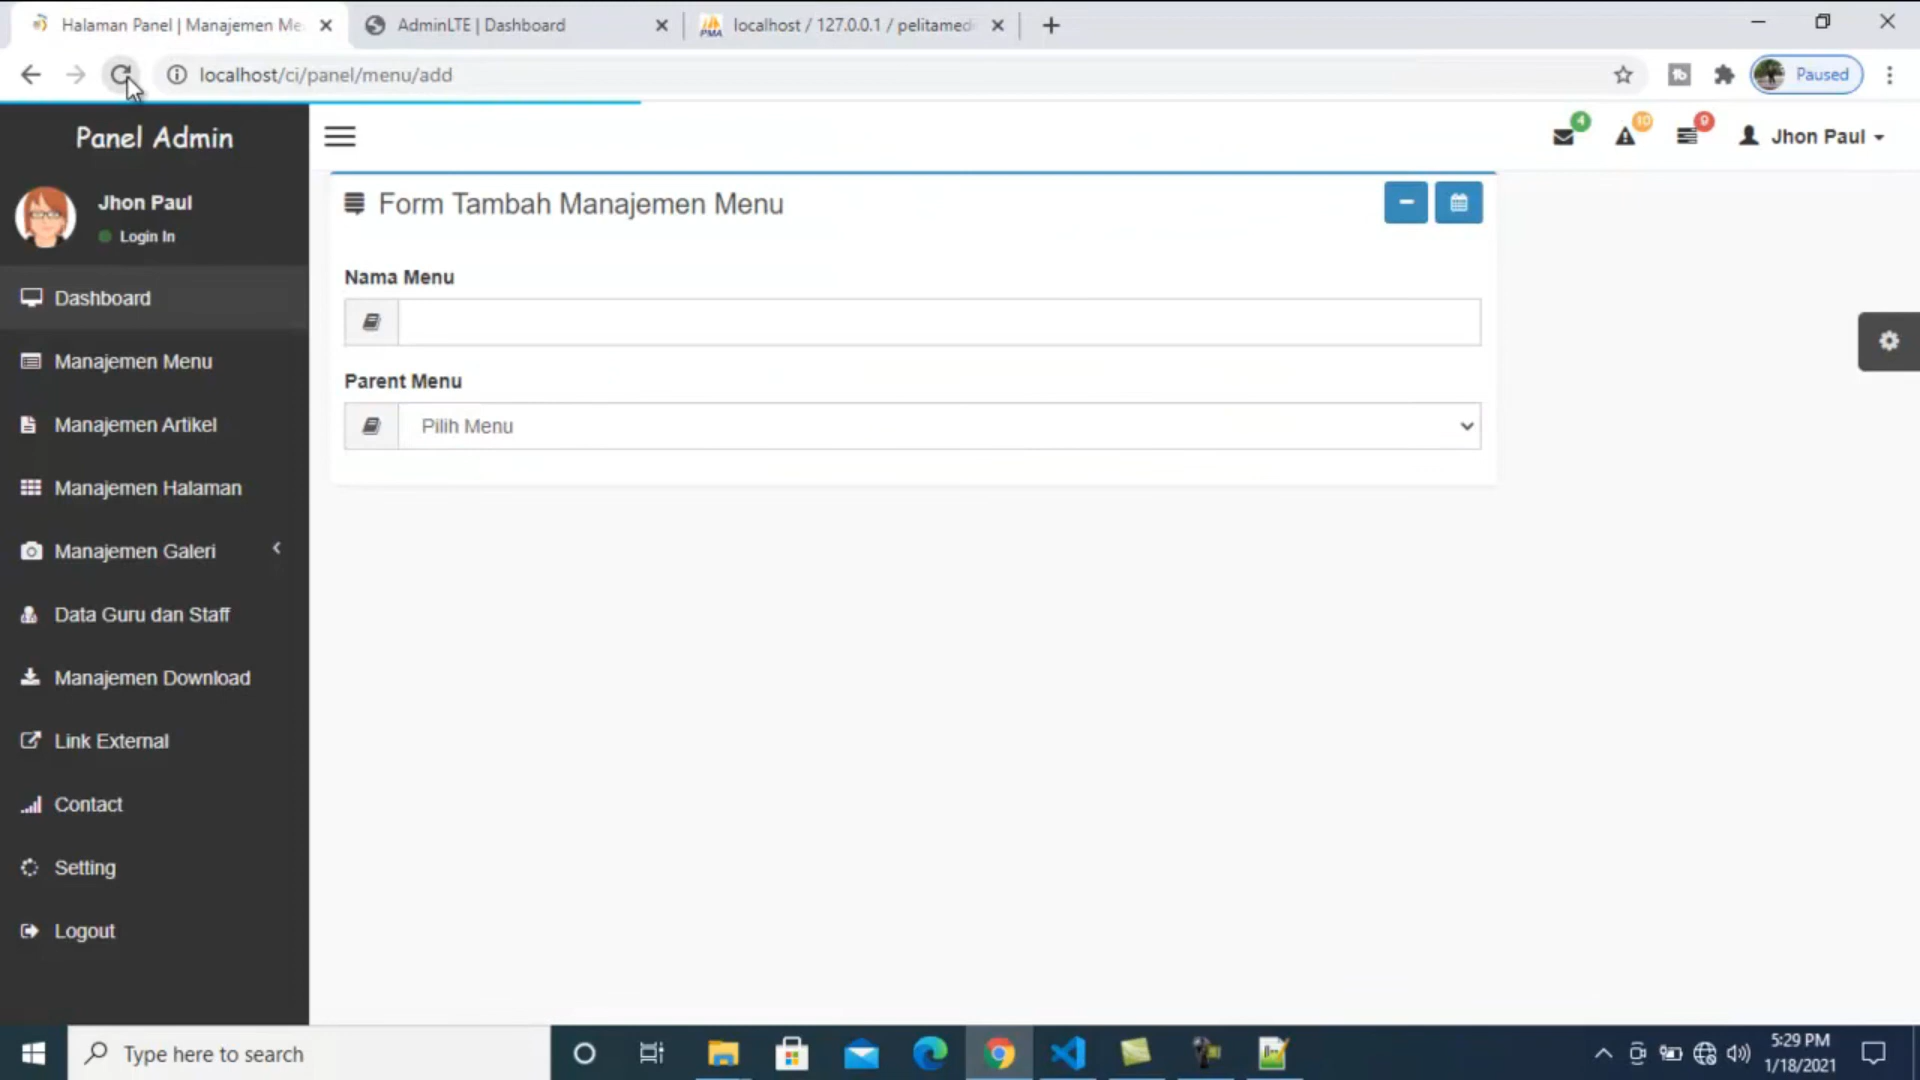 Halaman Panel | Manajemen Me
AdminLTE | Dashboard
localhost / 127.0.0.1 / pelitamed
localhost/ci/panel/menu/add
Paused
Panel Admin
4
10
9
Jhon Paul
Jhon Paul
Login In
Form Tambah Manajemen Menu
Nama Menu
Parent Menu
Pilih Menu
Dashboard
Manajemen Menu
Manajemen Artikel
Manajemen Halaman
Manajemen Galeri
Data Guru dan Staff
Manajemen Download
Link External
Contact
Setting
Logout
Type here to search
5:29 PM
1/18/2021